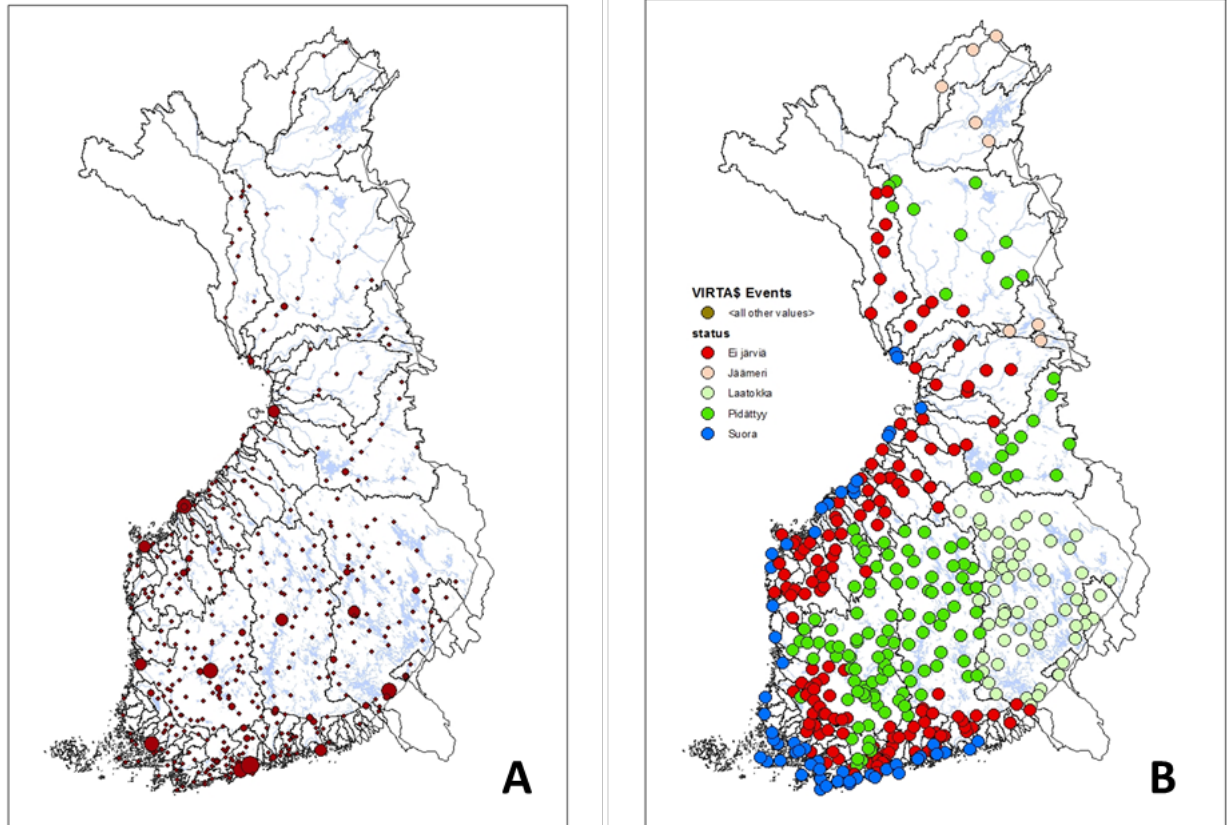 VIRTA$ Events
<all other values>
status
Ei järviä
Jäämeri
Laatokka
Pidättyy
Suora
A
B